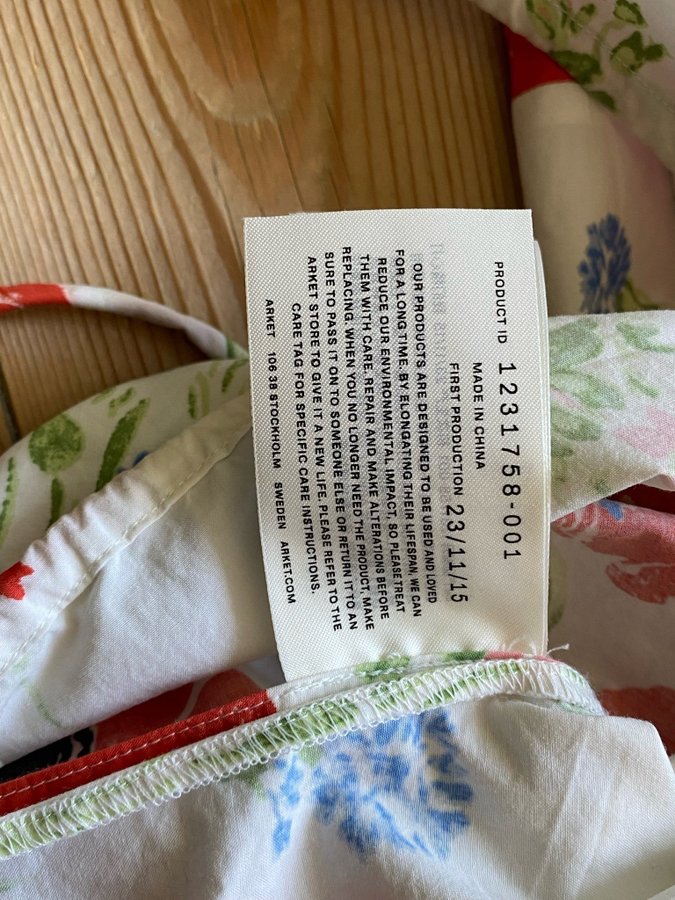 PRODUCT ID 1231758-001
MADE IN CHINA
FIRST PRODUCTION 23/11/15
OUR PRODUCTS ARE DESIGNED TO BE USED AND LOVED
FOR A LONG TIME. BY ELONGATING THEIR LIFESPAN, WE CAN
REDUCE OUR ENVIRONMENTAL IMPACT, SO PLEASE TREAT
THEM WITH CARE. REPAIR AND MAKE ALTERATIONS BEFORE
REPLACING. WHEN YOU NO LONGER NEED THE PRODUCT, MAKE
SURE TO PASS IT ON TO SOMEONE ELSE OR RETURN IT TO AN
ARKET STORE TO GIVE IT A NEW LIFE. PLEASE REFER TO THE
CARE TAG FOR SPECIFIC CARE INSTRUCTIONS.
ARKET 106 38 STOCKHOLM SWEDEN ARKET.COM